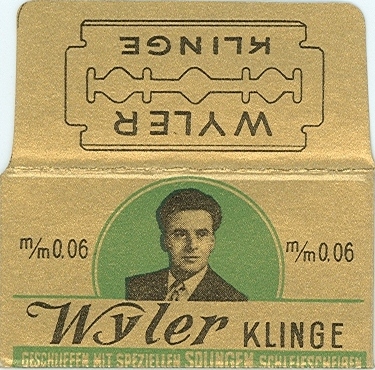 WYLER
KLINGE
m/m 0.06
m/m 0.06
Wyler KLINGE
GESCHLIFFEN MIT SPEZIELLEN SOLINGEN SCHLEIFSCHEIBEN